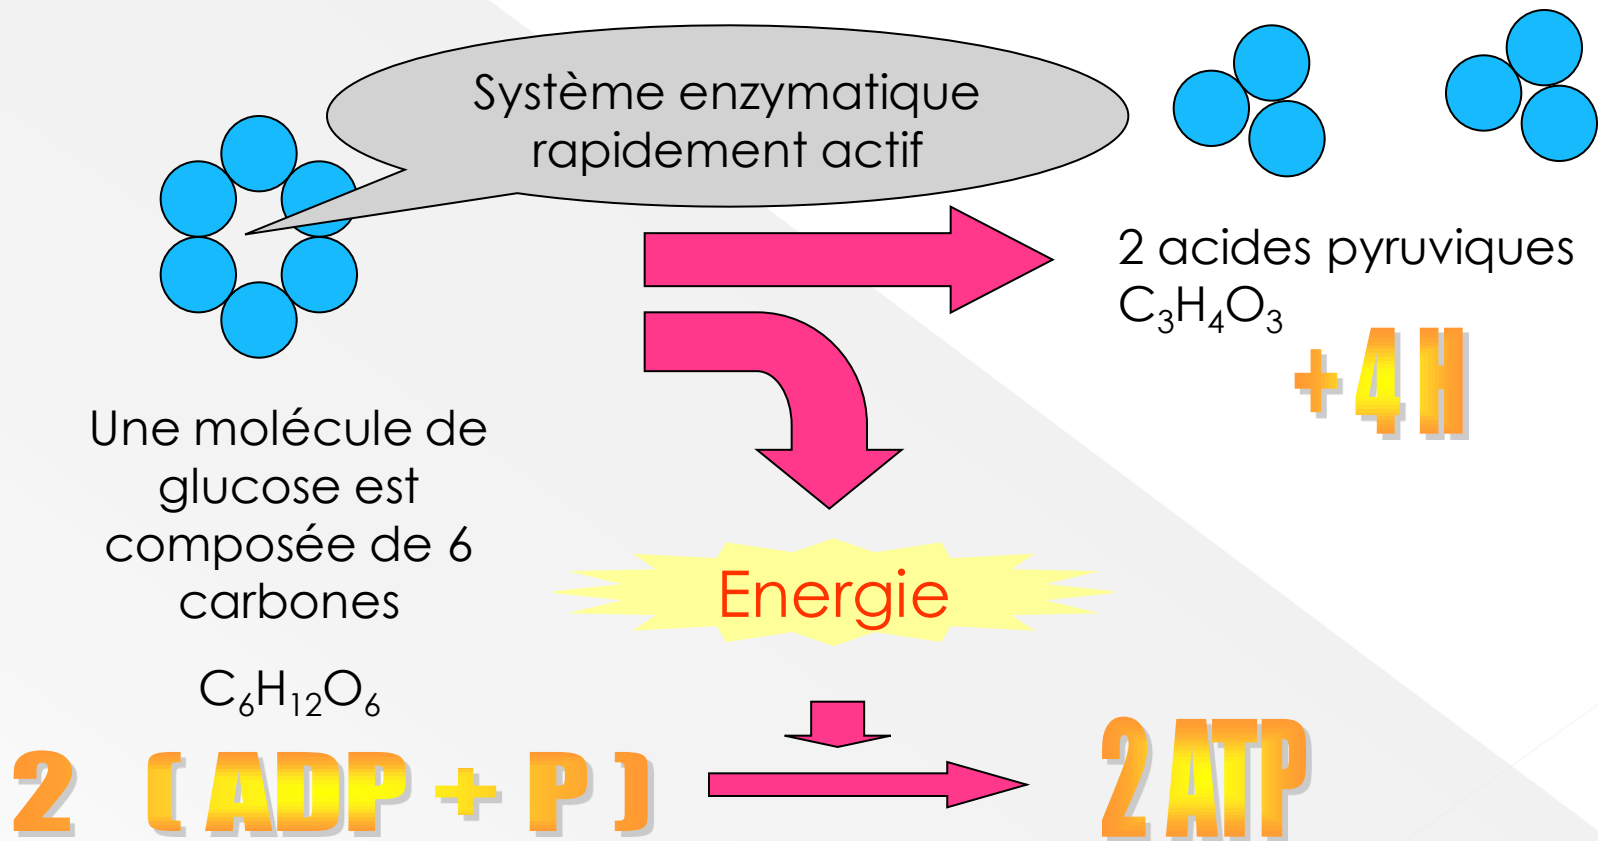 Système enzymatique
rapidement actif
2 acides pyruviques
C₃H₄O₃
+ 4 H
Une molécule de
glucose est
composée de 6
carbones
C₆H₁₂O₆
Energie
2 ( ADP + P )
2 ATP